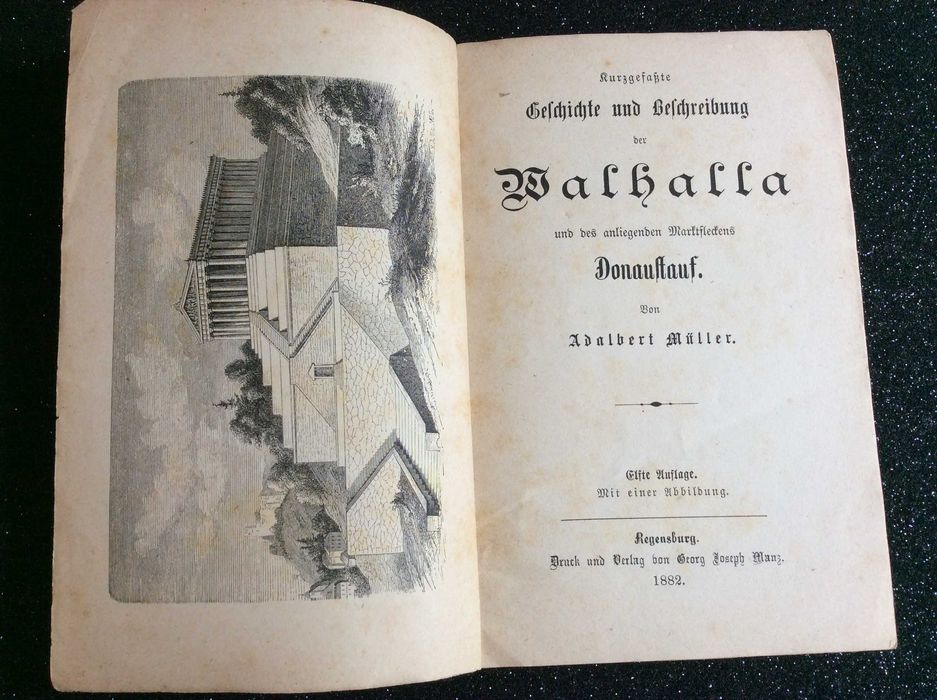 Kurzgefaßte
Geschichte und Beschreibung
der
Walhalla
und des anliegenden Marktfleckens
Donaustauf.
Von
Adalbert Müller.
Elfte Auflage.
Mit einer Abbildung.
Regensburg.
Druck und Verlag von Georg Joseph Manz.
1882.